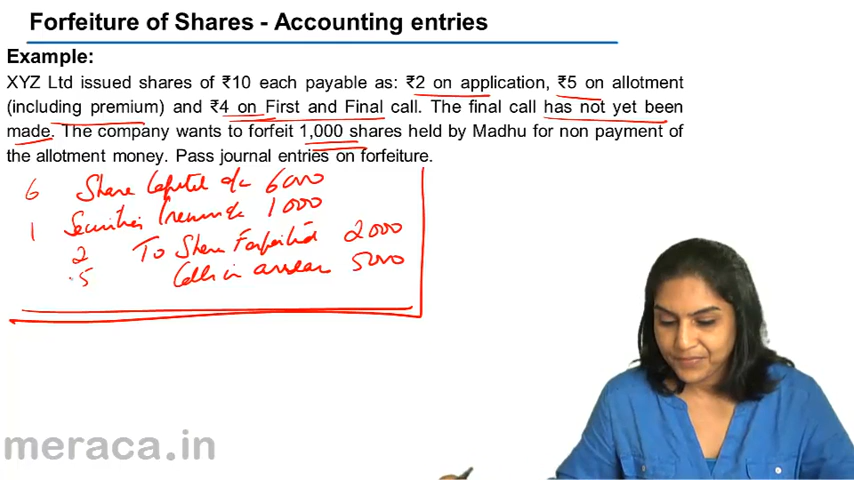 Forfeiture of Shares - Accounting entries
Example:
XYZ Ltd issued shares of ₹10 each payable as: ₹2 on application, ₹5 on allotment
(including premium) and ₹4 on First and Final call. The final call has not yet been
made. The company wants to forfeit 1,000 shares held by Madhu for non payment of
the allotment money. Pass journal entries on forfeiture.
6 Share Capital a/c 6000
1 Securities Premium 1000
2 To Share Forfeited 2000
5 Calls in arrear 5000
meraca.in